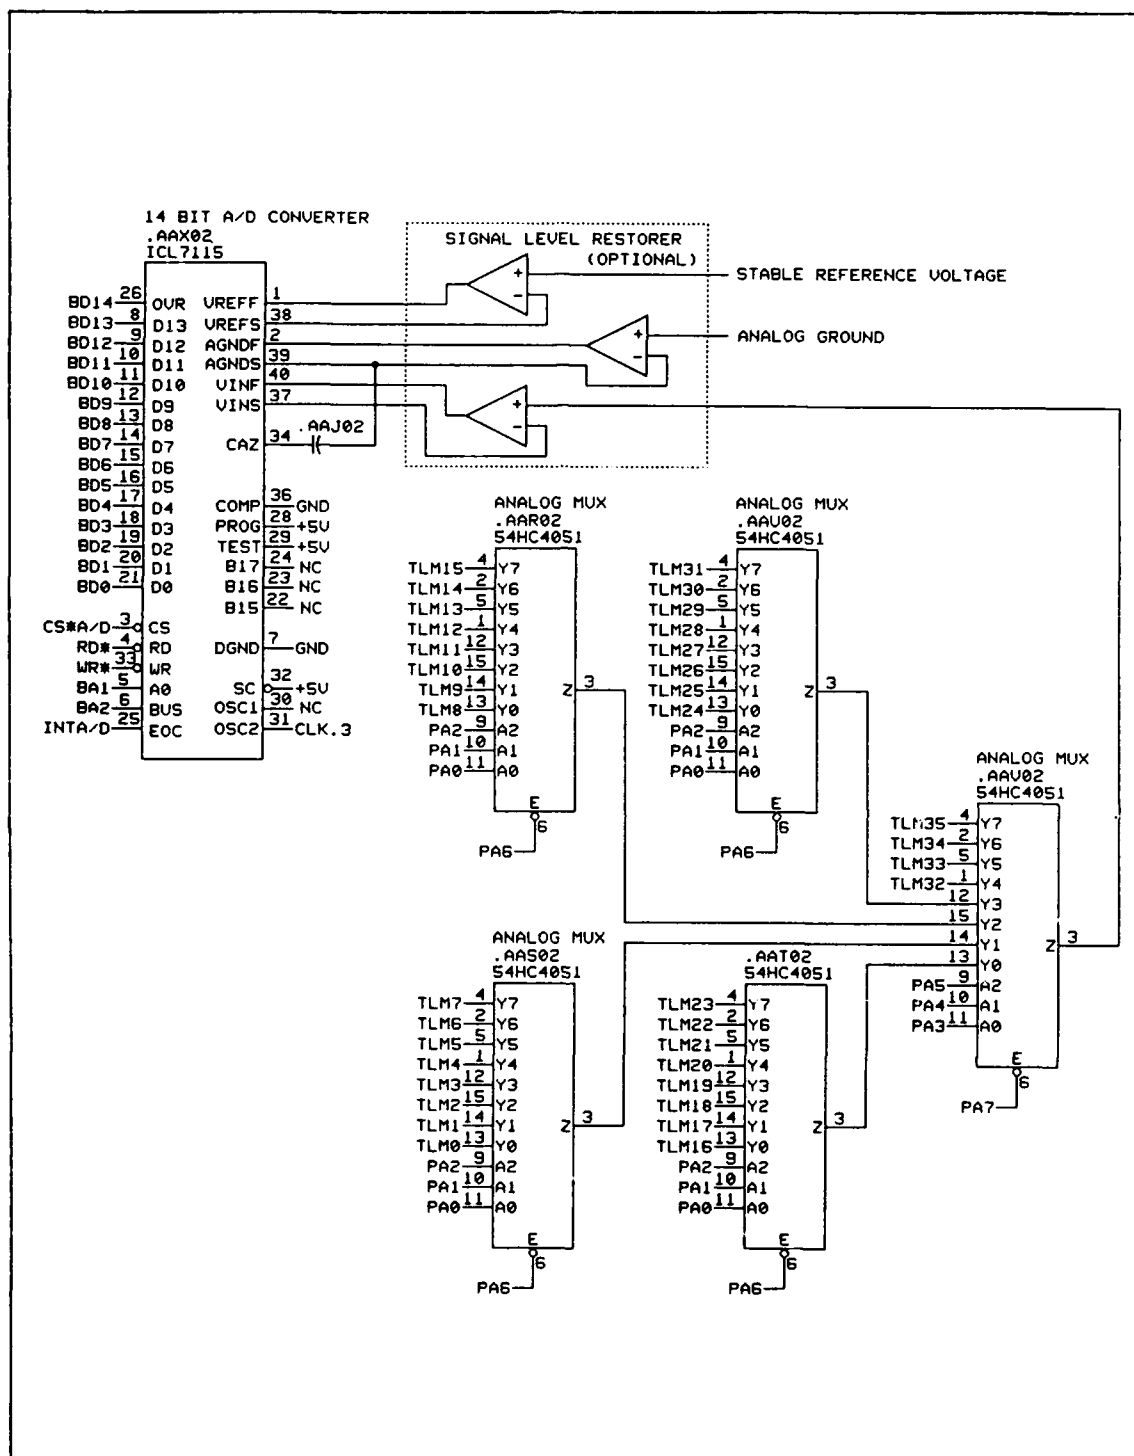 14 BIT A/D CONVERTER
.AAX02
ICL7115
BD14 26 OVR VREFF 1
BD13 8 D13 VREFS 38
BD12 9 D12 AGNDF 2
BD11 10 D11 AGNDS 39
BD10 11 D10 VINF 40
BD9 12 D9 VINS 37
BD8 13 D8
BD7 14 D7 CAZ 34 .AAJ02
BD6 15 D6
BD5 16 D5
BD4 17 D4 COMP 36 GND
BD3 18 D3 PROG 28 +5V
BD2 19 D2 TEST 29 +5V
BD1 20 D1 B17 24 NC
BD0 21 D0 B16 23 NC
B15 22 NC
CS*A/D 3 CS
RD* 4 RD DGND 7 GND
WR* 33 WR
BA1 5 A0 SC 32 +5V
BA2 6 BUS OSC1 30 NC
INTA/D 25 EOC OSC2 31 CLK.3
SIGNAL LEVEL RESTORER
(OPTIONAL)
+ STABLE REFERENCE VOLTAGE
-
+ ANALOG GROUND
-
+
-
ANALOG MUX
.AAR02
54HC4051
TLM15 4 Y7
TLM14 2 Y6
TLM13 5 Y5
TLM12 1 Y4
TLM11 12 Y3
TLM10 15 Y2
TLM9 14 Y1 Z 3
TLM8 13 Y0
PA2 9 A2
PA1 10 A1
PA0 11 A0
E
6
PA6
ANALOG MUX
.AAU02
54HC4051
TLM31 4 Y7
TLM30 2 Y6
TLM29 5 Y5
TLM28 1 Y4
TLM27 12 Y3
TLM26 15 Y2
TLM25 14 Y1 Z 3
TLM24 13 Y0
PA2 9 A2
PA1 10 A1
PA0 11 A0
E
6
PA6
ANALOG MUX
.AAV02
54HC4051
TLM35 4 Y7
TLM34 2 Y6
TLM33 5 Y5
TLM32 1 Y4
12 Y3
15 Y2
14 Y1 Z 3
13 Y0
PA5 9 A2
PA4 10 A1
PA3 11 A0
E
6
PA7
ANALOG MUX
.AAS02
54HC4051
TLM7 4 Y7
TLM6 2 Y6
TLM5 5 Y5
TLM4 1 Y4
TLM3 12 Y3
TLM2 15 Y2
TLM1 14 Y1 Z 3
TLM0 13 Y0
PA2 9 A2
PA1 10 A1
PA0 11 A0
E
6
PA6
.AAT02
54HC4051
TLM23 4 Y7
TLM22 2 Y6
TLM21 5 Y5
TLM20 1 Y4
TLM19 12 Y3
TLM18 15 Y2
TLM17 14 Y1 Z 3
TLM16 13 Y0
PA2 9 A2
PA1 10 A1
PA0 11 A0
E
6
PA6